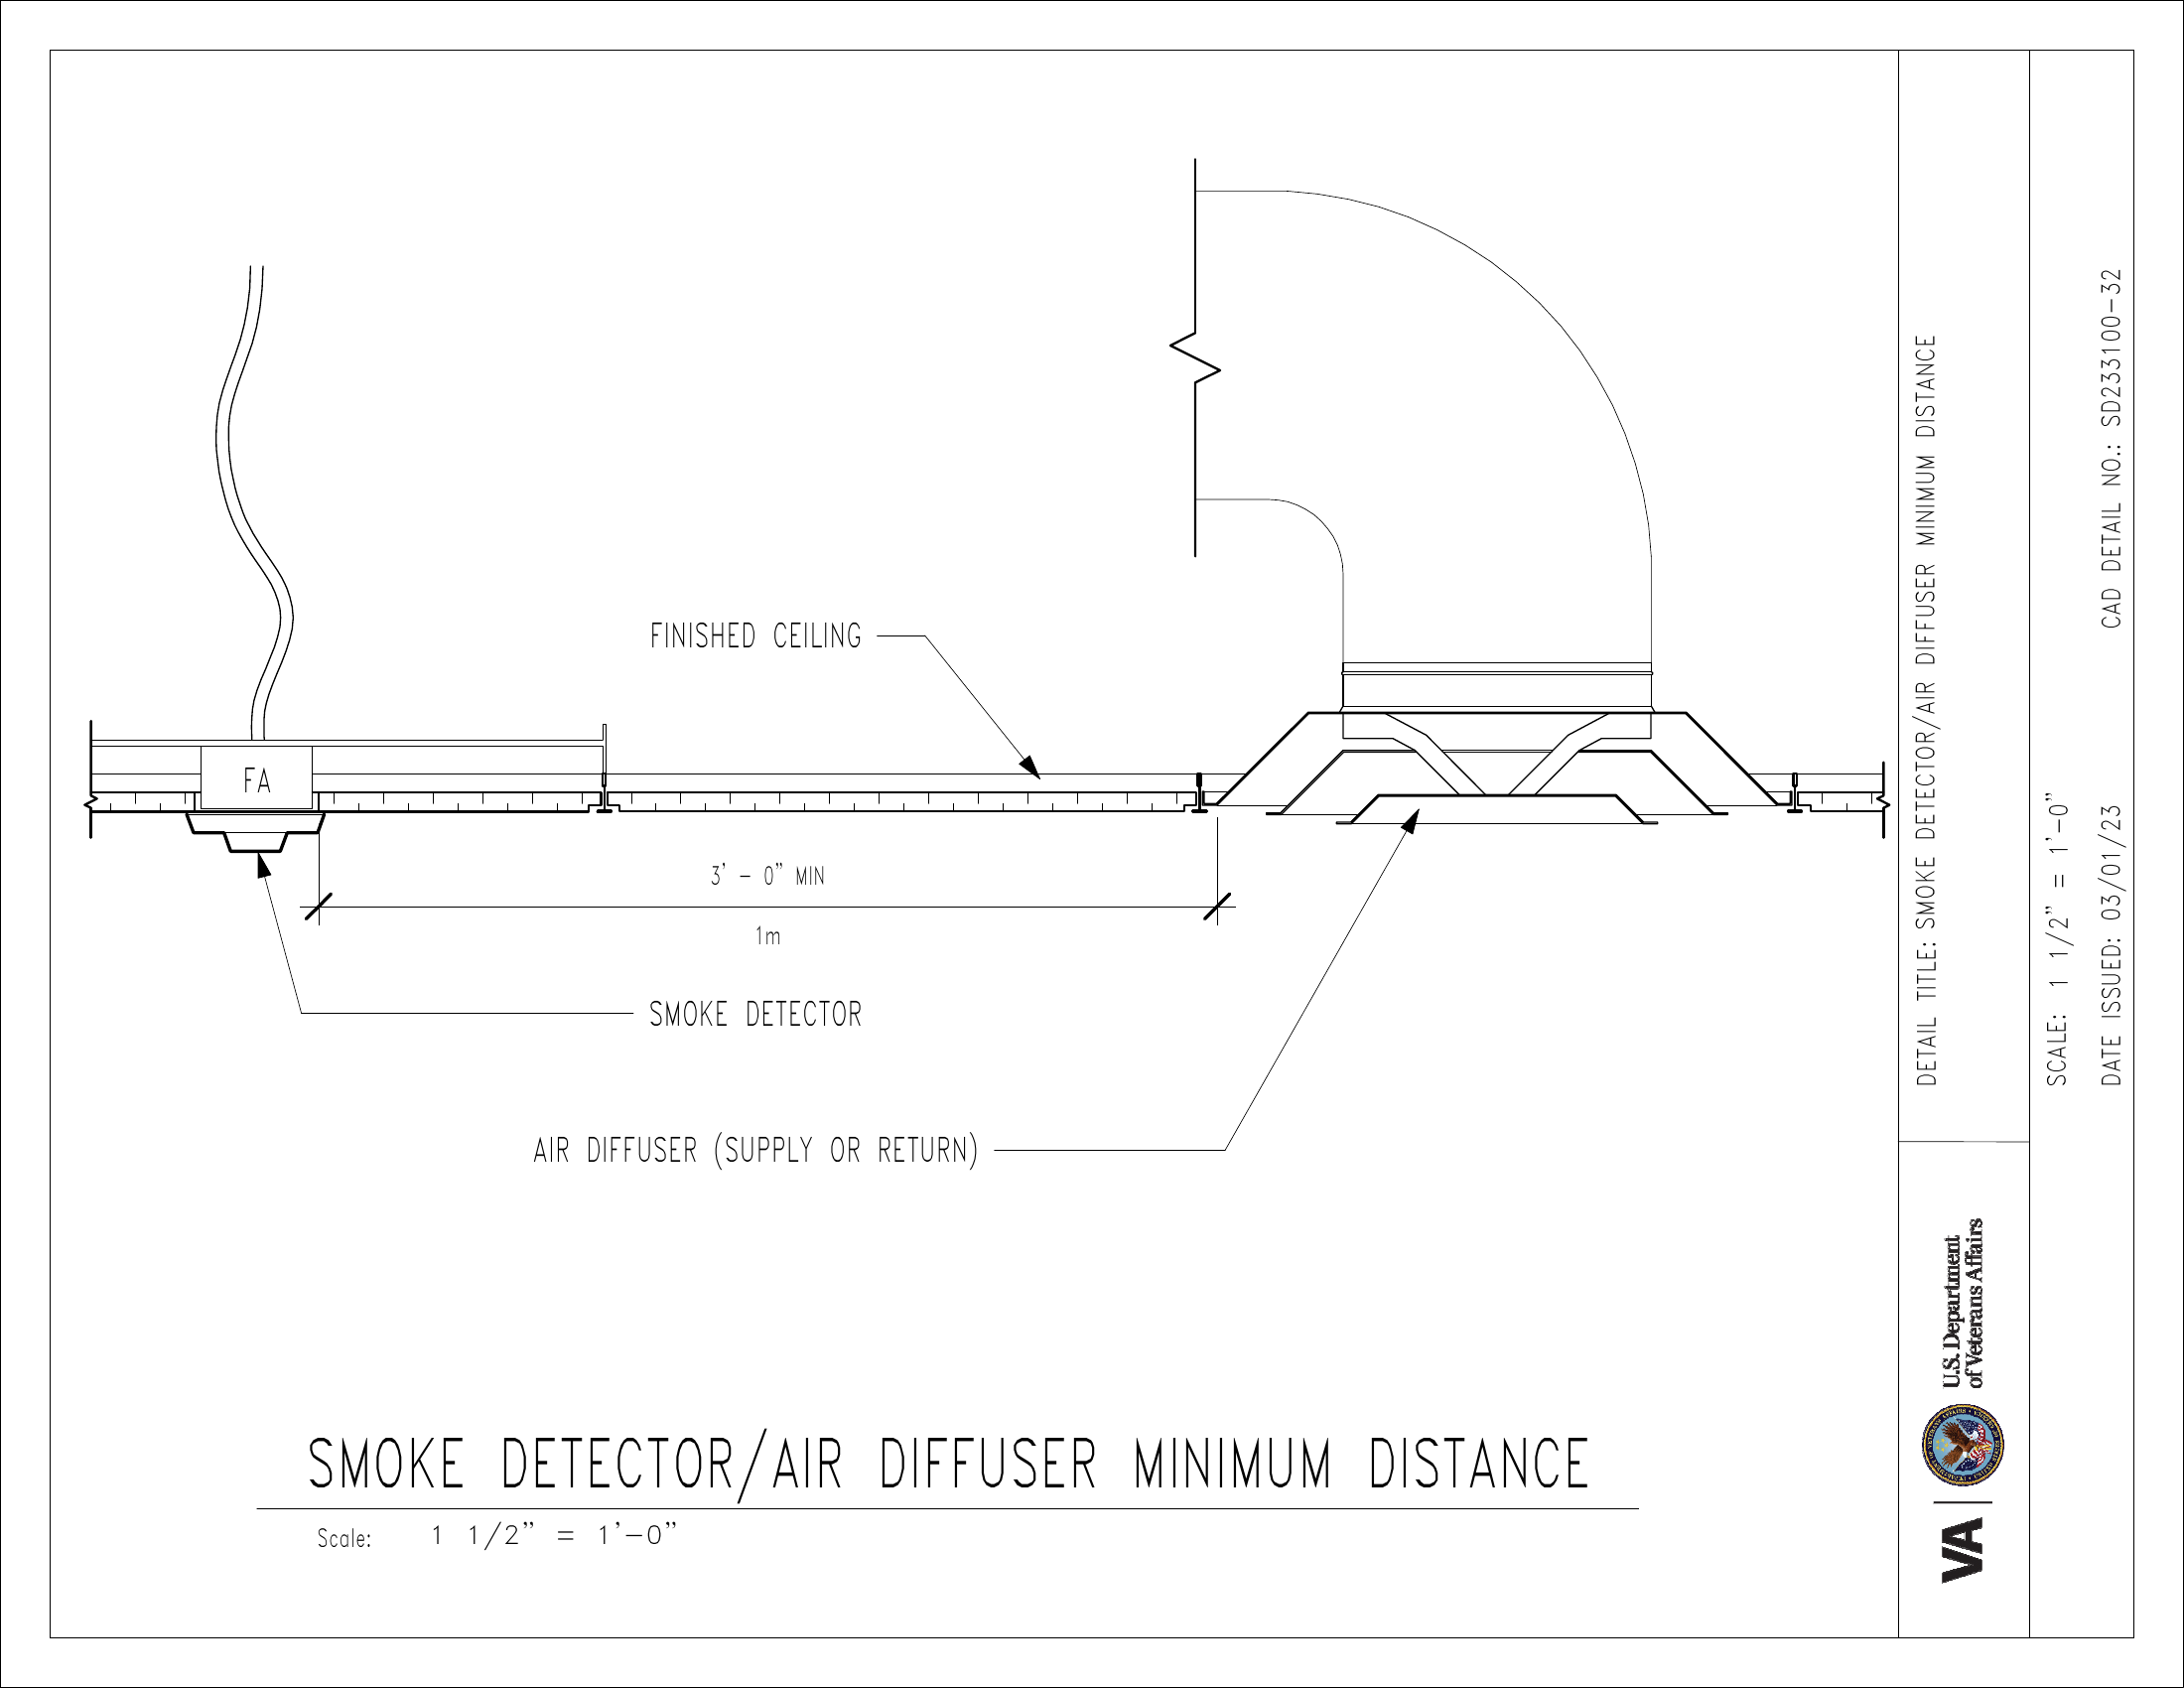 FINISHED CEILING
FA
3' - 0" MIN
1m
SMOKE DETECTOR
AIR DIFFUSER (SUPPLY OR RETURN)
SMOKE DETECTOR/AIR DIFFUSER MINIMUM DISTANCE
Scale: 1 1/2" = 1'-0"
DETAIL TITLE: SMOKE DETECTOR/AIR DIFFUSER MINIMUM DISTANCE
SCALE: 1 1/2" = 1'-0"
DATE ISSUED: 03/01/23 CAD DETAIL NO.: SD233100-32
VA
U.S. Department
of Veterans Affairs